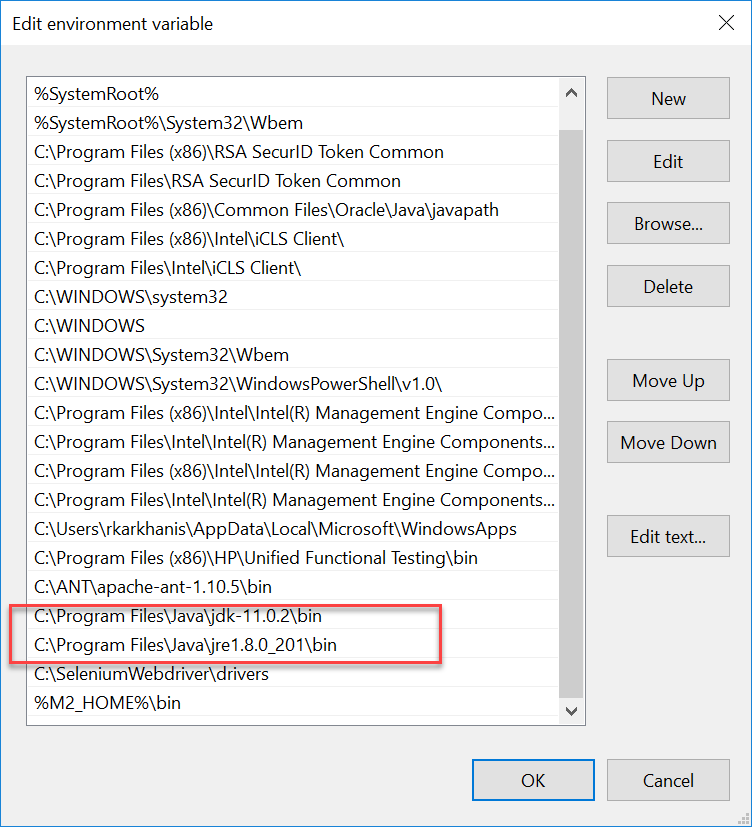 Edit environment variable
%SystemRoot%
%SystemRoot%\System32\Wbem
C:\Program Files (x86)\RSA SecurID Token Common
C:\Program Files\RSA SecurID Token Common
C:\Program Files (x86)\Common Files\Oracle\Java\javapath
C:\Program Files (x86)\Intel\iCLS Client\
C:\Program Files\Intel\iCLS Client\
C:\WINDOWS\system32
C:\WINDOWS
C:\WINDOWS\System32\Wbem
C:\WINDOWS\System32\WindowsPowerShell\v1.0\
C:\Program Files (x86)\Intel\Intel(R) Management Engine Compo...
C:\Program Files\Intel\Intel(R) Management Engine Components...
C:\Program Files (x86)\Intel\Intel(R) Management Engine Compo...
C:\Program Files\Intel\Intel(R) Management Engine Components...
C:\Users\rkarkhanis\AppData\Local\Microsoft\WindowsApps
C:\Program Files (x86)\HP\Unified Functional Testing\bin
C:\ANT\apache-ant-1.10.5\bin
C:\Program Files\Java\jdk-11.0.2\bin
C:\Program Files\Java\jre1.8.0_201\bin
C:\SeleniumWebdriver\drivers
%M2_HOME%\bin
New
Edit
Browse...
Delete
Move Up
Move Down
Edit text...
OK
Cancel